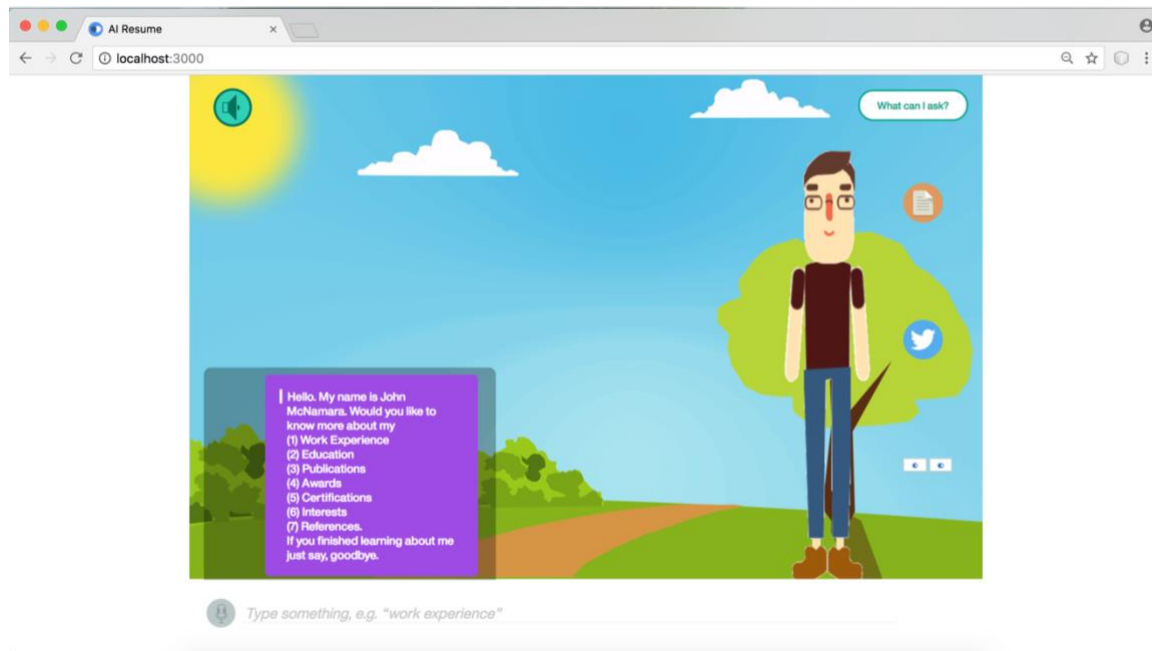 AI Resume
localhost:3000
What can I ask?
Hello. My name is John
McNamara. Would you like to
know more about my
(1) Work Experience
(2) Education
(3) Publications
(4) Awards
(5) Certifications
(6) Interests
(7) References.
If you finished learning about me
just say, goodbye.
Type something, e.g. “work experience”